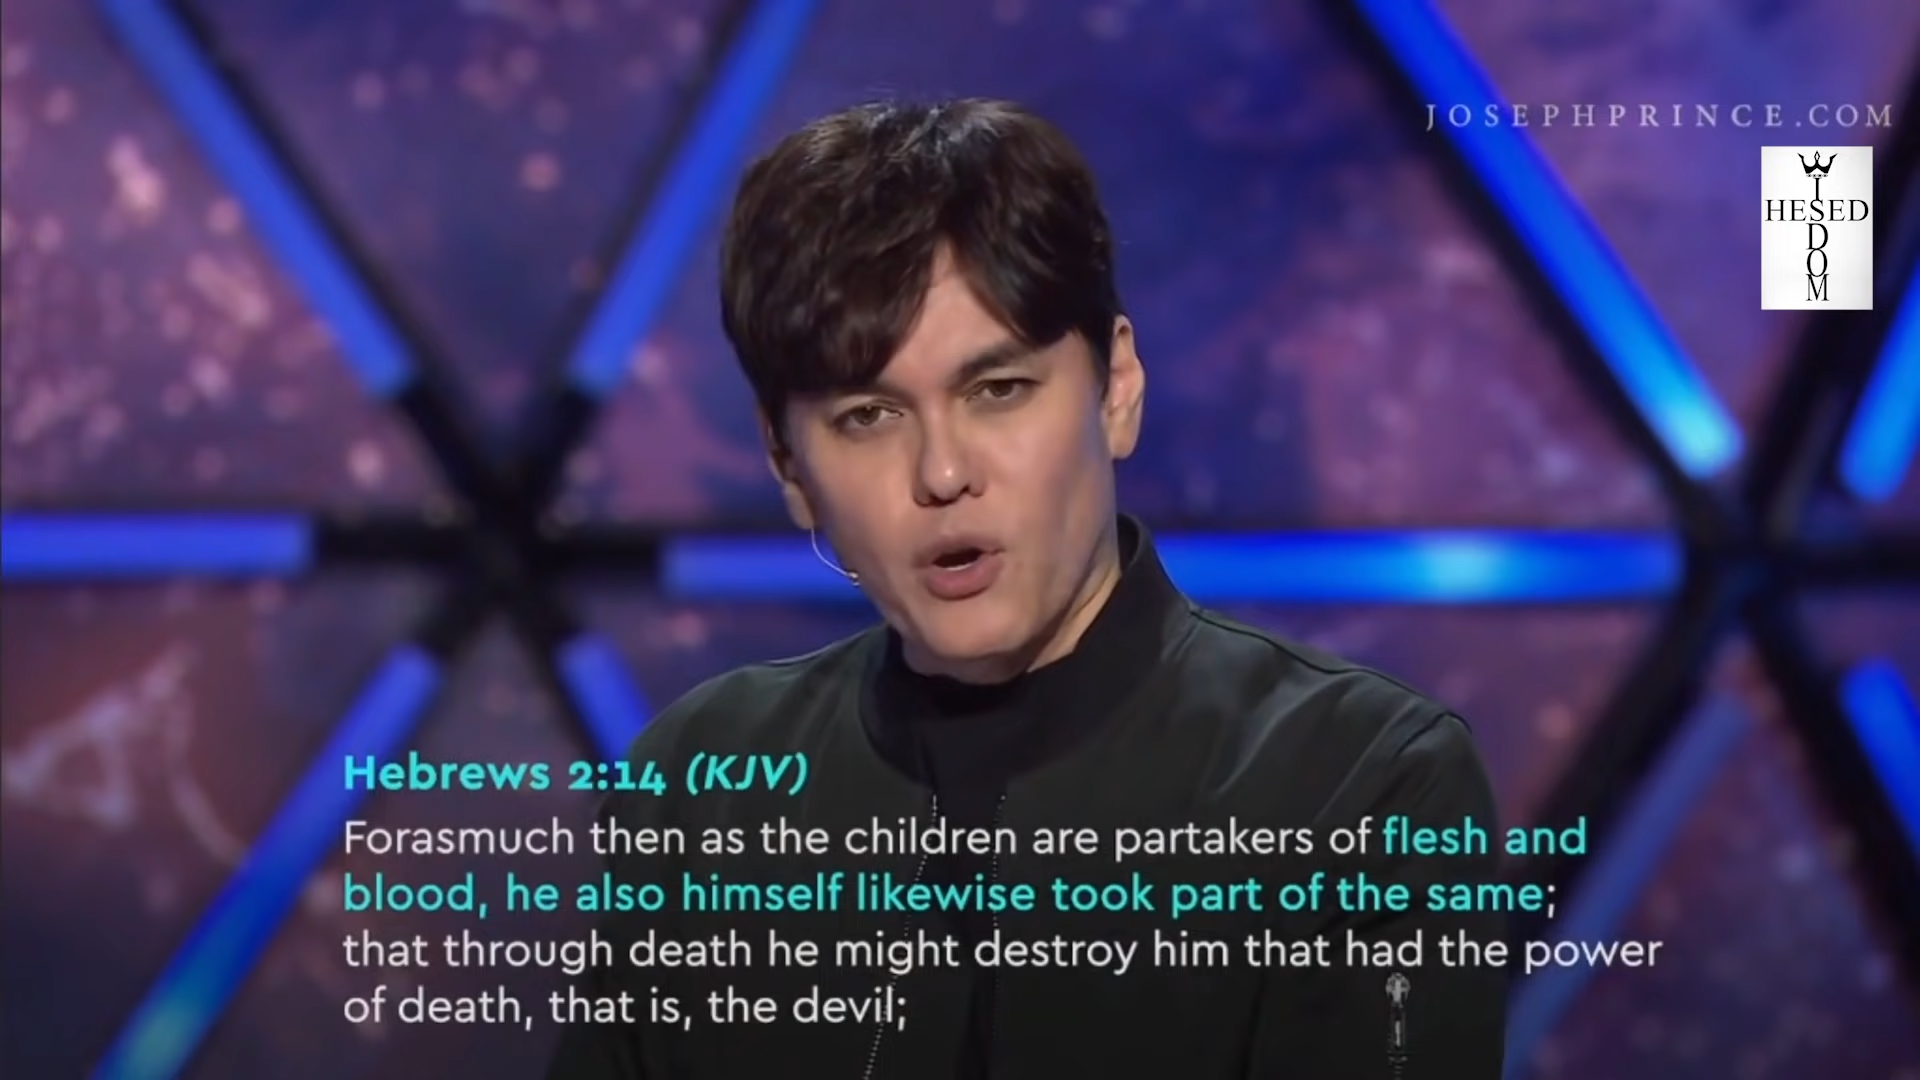 JOSEPHPRINCE.COM
HESED
WISDOM
Hebrews 2:14 (KJV)
Forasmuch then as the children are partakers of flesh and
blood, he also himself likewise took part of the same;
that through death he might destroy him that had the power
of death, that is, the devil;